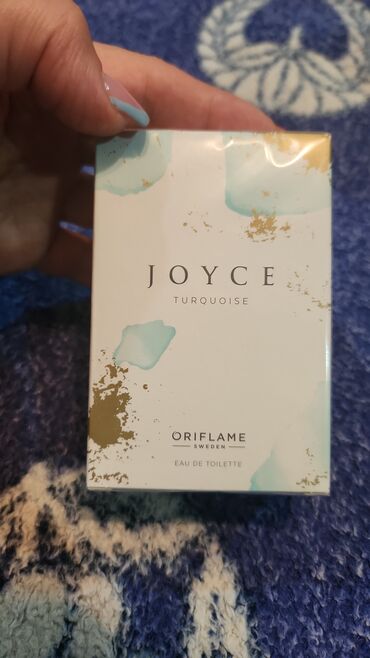 JOYCE
TURQUOISE
ORIFLAME
SWEDEN
EAU DE TOILETTE